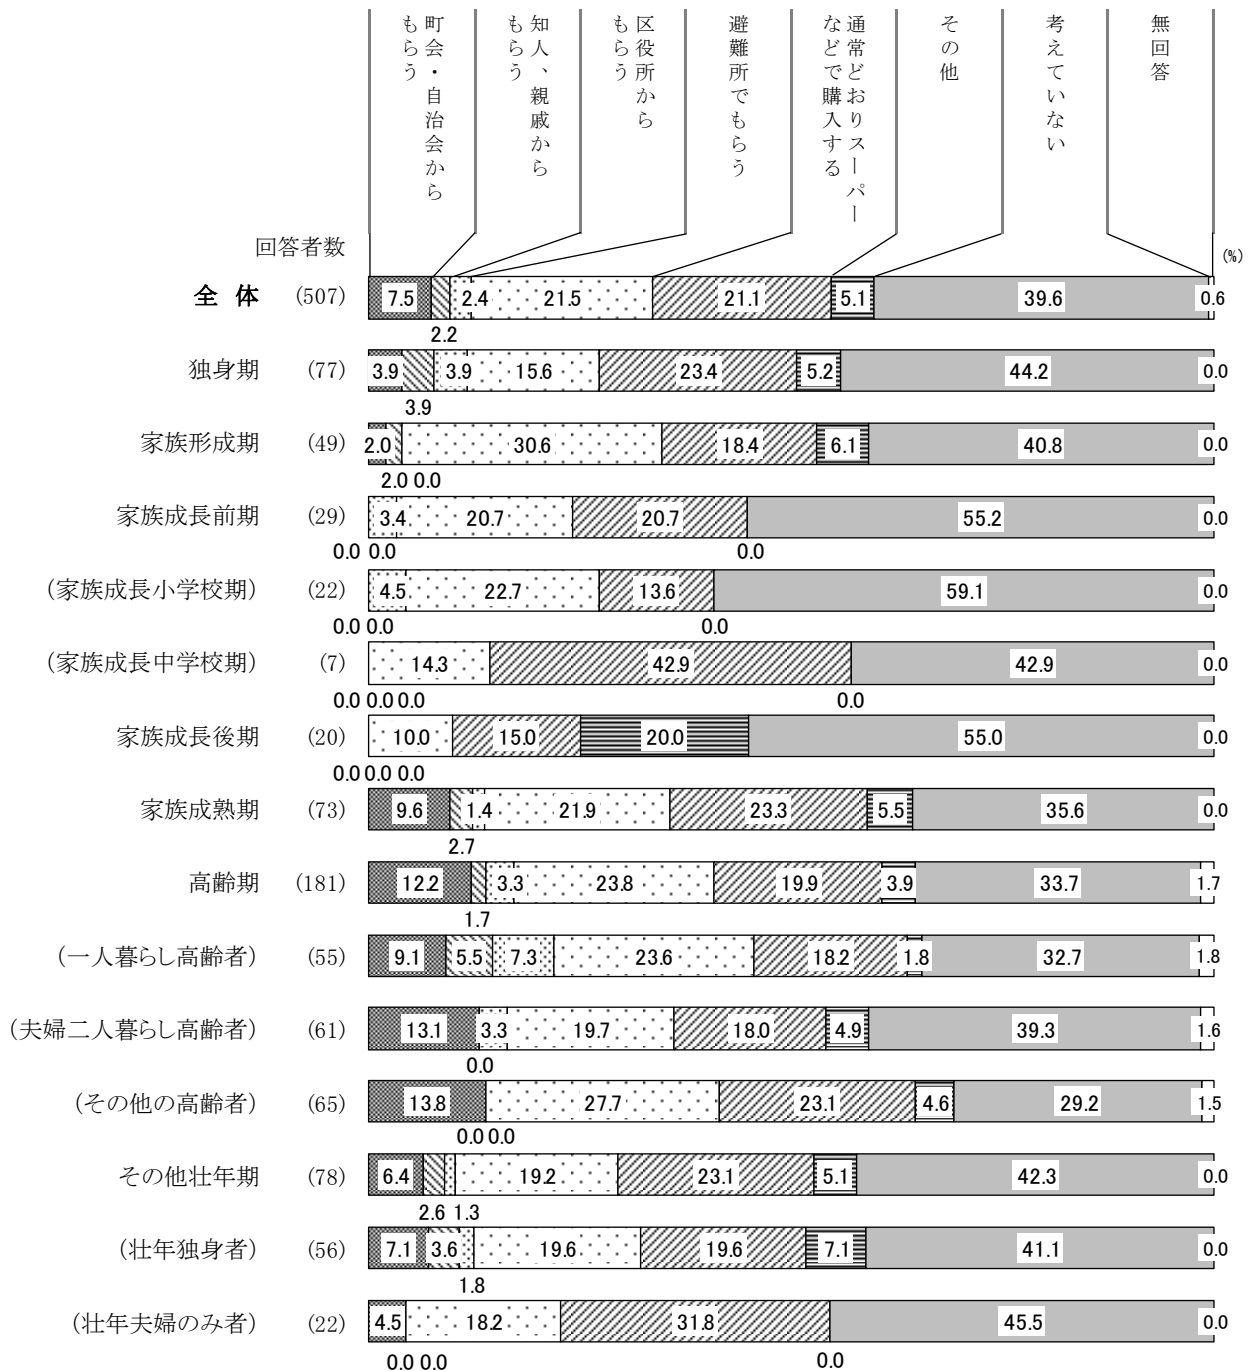 町会・自治会から
もらう
知人、親戚から
もらう
区役所から
もらう
避難所でもらう
通常どおりスーパー
などで購入する
その他
考えていない
無回答
回答者数
(%)
全 体 (507) 7.5 2.4 21.5 21.1 5.1 39.6 0.6
2.2
独身期 (77) 3.9 3.9 15.6 23.4 5.2 44.2 0.0
3.9
家族形成期 (49) 2.0 30.6 18.4 6.1 40.8 0.0
2.0 0.0
家族成長前期 (29) 3.4 20.7 20.7 55.2 0.0
0.0 0.0 0.0
(家族成長小学校期) (22) 4.5 22.7 13.6 59.1 0.0
0.0 0.0 0.0
(家族成長中学校期) (7) 14.3 42.9 42.9 0.0
0.0 0.0 0.0 0.0
家族成長後期 (20) 10.0 15.0 20.0 55.0 0.0
0.0 0.0 0.0
家族成熟期 (73) 9.6 1.4 21.9 23.3 5.5 35.6 0.0
2.7
高齢期 (181) 12.2 3.3 23.8 19.9 3.9 33.7 1.7
1.7
(一人暮らし高齢者) (55) 9.1 5.5 7.3 23.6 18.2 1.8 32.7 1.8
(夫婦二人暮らし高齢者) (61) 13.1 3.3 19.7 18.0 4.9 39.3 1.6
0.0
(その他の高齢者) (65) 13.8 27.7 23.1 4.6 29.2 1.5
0.0 0.0
その他壮年期 (78) 6.4 19.2 23.1 5.1 42.3 0.0
2.6 1.3
(壮年独身者) (56) 7.1 3.6 19.6 19.6 7.1 41.1 0.0
1.8
(壮年夫婦のみ者) (22) 4.5 18.2 31.8 45.5 0.0
0.0 0.0 0.0